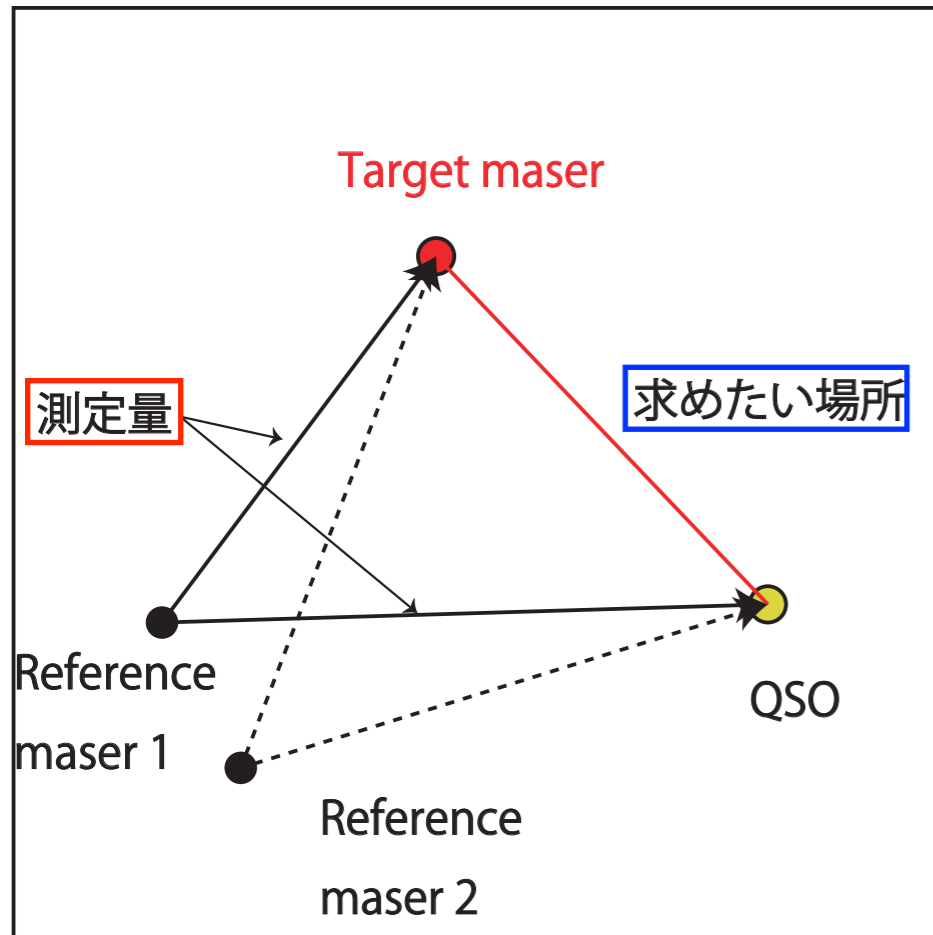 Target maser
測定量
求めたい場所
Reference
maser 1
QSO
Reference
maser 2